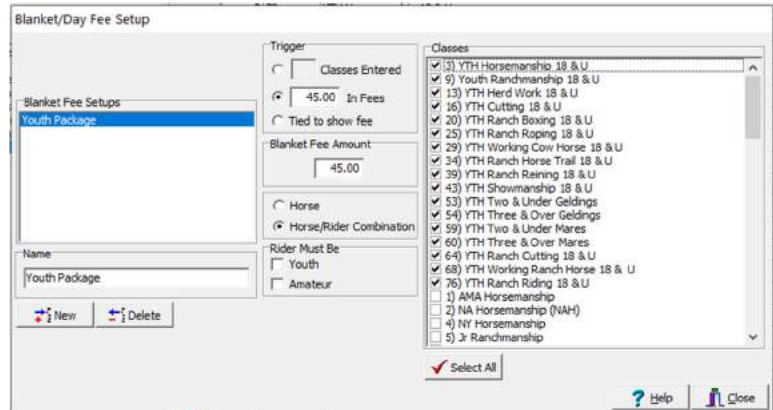 Blanket/Day Fee Setup
Blanket Fee Setups
Youth Package
Name
Youth Package
New
Delete
Trigger
Classes Entered
45.00 In Fees
Tied to show fee
Blanket Fee Amount
45.00
Horse
Horse/Rider Combination
Rider Must Be
Youth
Amateur
Classes
3) YTH Horsemanship 18 & U
9) Youth Ranchmanship 18 & U
13) YTH Herd Work 18 & U
16) YTH Cutting 18 & U
20) YTH Ranch Boxing 18 & U
25) YTH Ranch Roping 18 & U
29) YTH Working Cow Horse 18 & U
34) YTH Ranch Horse Trail 18 & U
39) YTH Ranch Reining 18 & U
43) YTH Showmanship 18 & U
53) YTH Two & Under Geldings
54) YTH Three & Over Geldings
59) YTH Two & Under Mares
60) YTH Three & Over Mares
64) YTH Ranch Cutting 18 & U
68) YTH Working Ranch Horse 18 & U
76) YTH Ranch Riding 18 & U
1) AMA Horsemanship
2) NA Horsemanship (NAH)
4) NY Horsemanship
5) Jr Ranchmanship
Select All
Help
Close